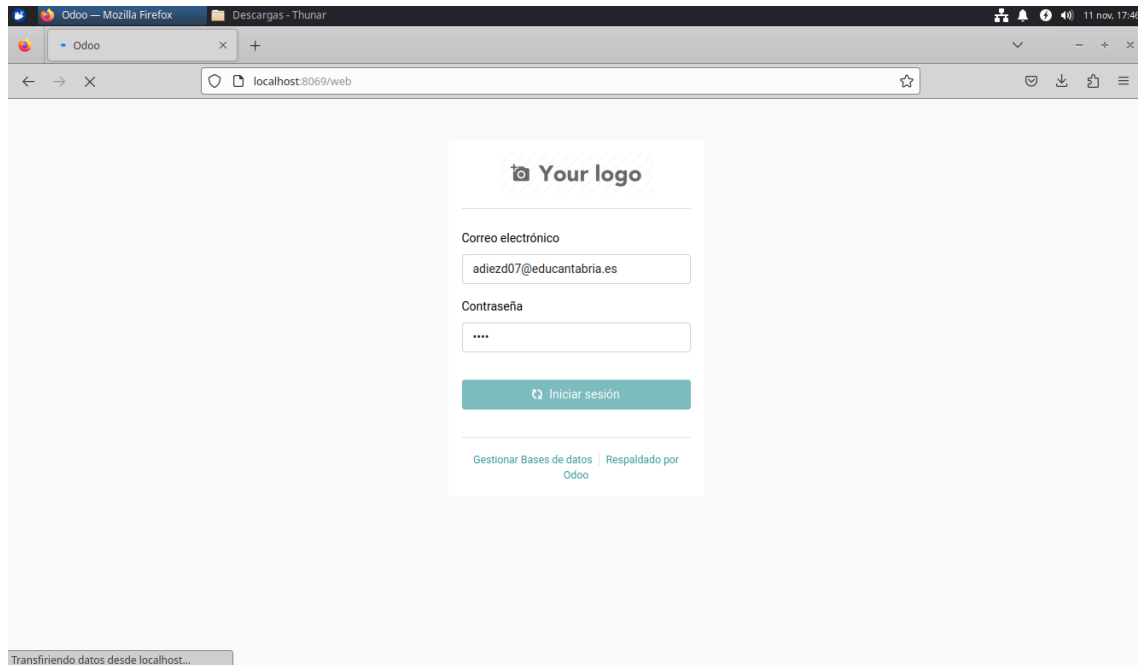 Odoo — Mozilla Firefox
Descargas - Thunar
11 nov, 17:46
Odoo
localhost:8069/web
Your logo
Correo electrónico
adiezd07@educantabria.es
Contraseña
••••
Iniciar sesión
Gestionar Bases de datos
Respaldado por
Odoo
Transfiriendo datos desde localhost...